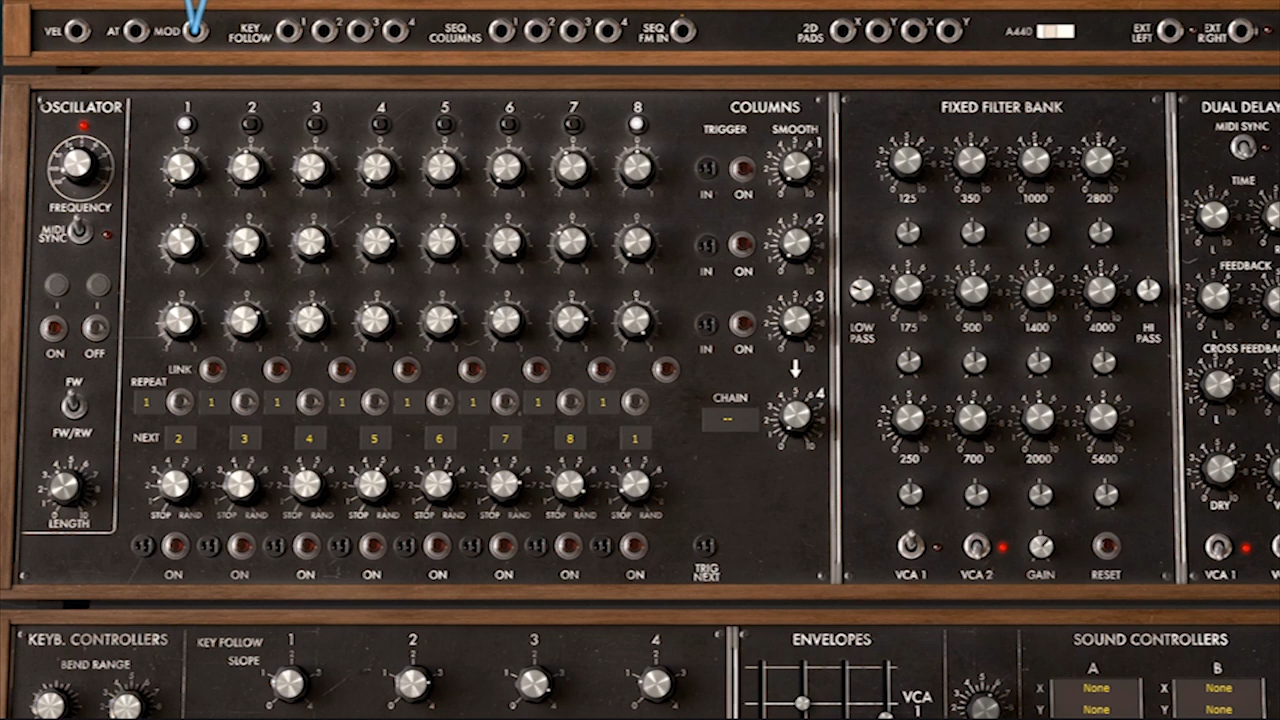 VEL AT MOD KEY FOLLOW 1 2 3 4 SEQ COLUMNS 1 2 3 4 SEQ FM IN 2D PADS X Y X Y A440 EXT LEFT EXT RIGHT
OSCILLATOR 1 2 3 4 5 6 7 8 COLUMNS FIXED FILTER BANK DUAL DELAY
TRIGGER SMOOTH MIDI SYNC
1
TIME
IN ON 125 350 1000 2800
FREQUENCY
2
MIDI SYNC
L
IN ON FEEDBACK
3
LOW PASS 175 500 1400 4000 HI PASS
L
ON OFF IN ON CROSS FEEDBA
LINK
FW REPEAT CHAIN 4
1 1 1 1 1 1 1 1 --
L
FW/RW NEXT 2 3 4 5 6 7 8 1
250 700 2000 5600
STOP RAND STOP RAND STOP RAND STOP RAND STOP RAND STOP RAND STOP RAND STOP RAND
LENGTH DRY
ON ON ON ON ON ON ON ON TRIG NEXT VCA 1 VCA 2 GAIN RESET VCA 1
KEYB. CONTROLLERS KEY FOLLOW 1 2 3 4 ENVELOPES SOUND CONTROLLERS
BEND RANGE SLOPE A B
X None X None
VCA 1 Y None Y None